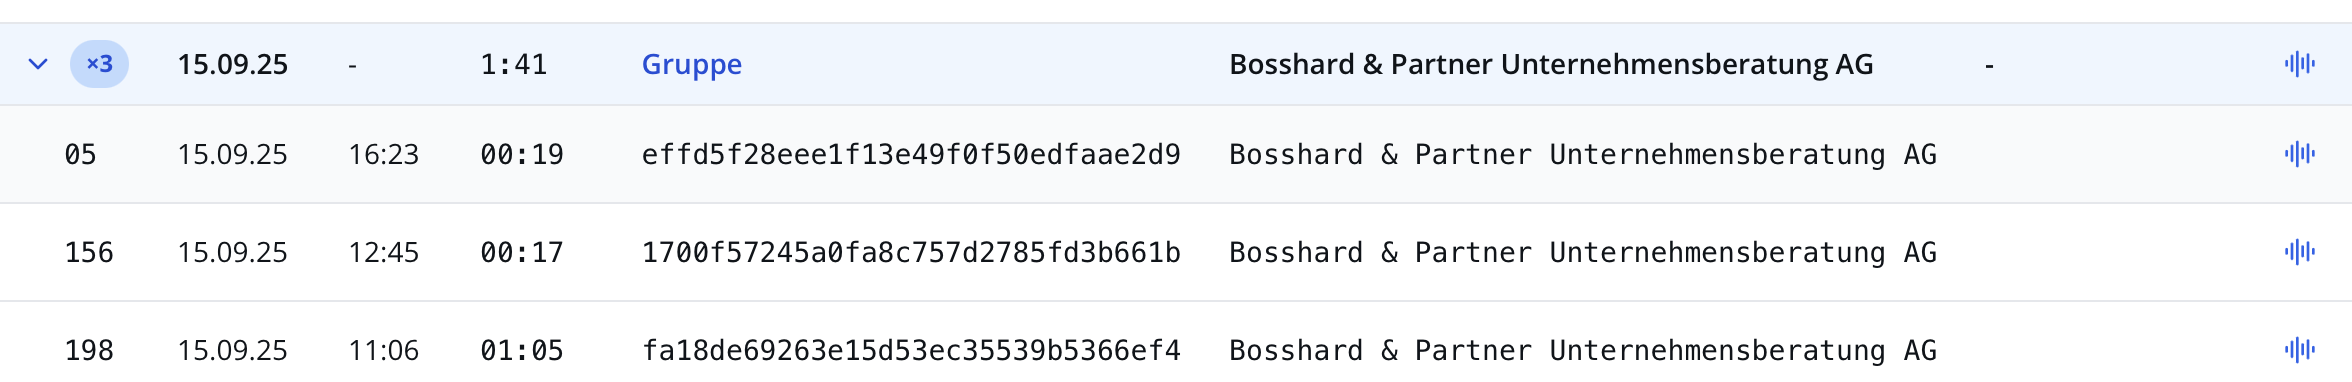 ×3 15.09.25 - 1:41 Gruppe Bosshard & Partner Unternehmensberatung AG -
05 15.09.25 16:23 00:19 effd5f28eee1f13e49f0f50edfaae2d9 Bosshard & Partner Unternehmensberatung AG
156 15.09.25 12:45 00:17 1700f57245a0fa8c757d2785fd3b661b Bosshard & Partner Unternehmensberatung AG
198 15.09.25 11:06 01:05 fa18de69263e15d53ec35539b5366ef4 Bosshard & Partner Unternehmensberatung AG